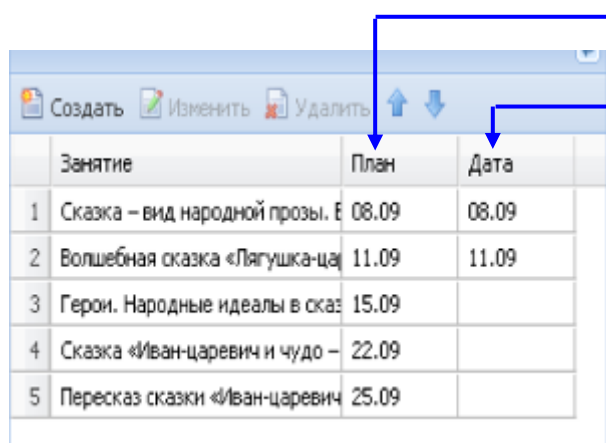 Создать Изменить Удалить
Занятие План Дата
1 Сказка – вид народной прозы. 08.09 08.09
2 Волшебная сказка «Лягушка-ца 11.09 11.09
3 Герои. Народные идеалы в сказ 15.09
4 Сказка «Иван-царевич и чудо – 22.09
5 Пересказ сказки «Иван-царевич 25.09